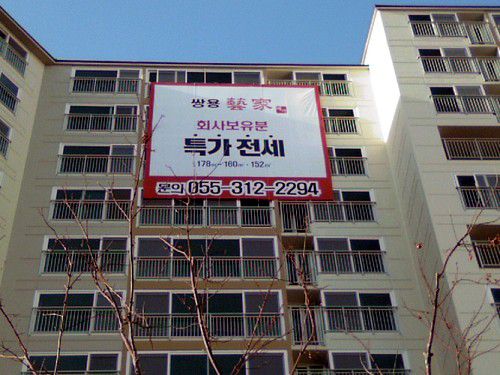 쌍용 藝家
회사보유분
특가 전세
178㎡~160㎡·152㎡
문의 055-312-2294